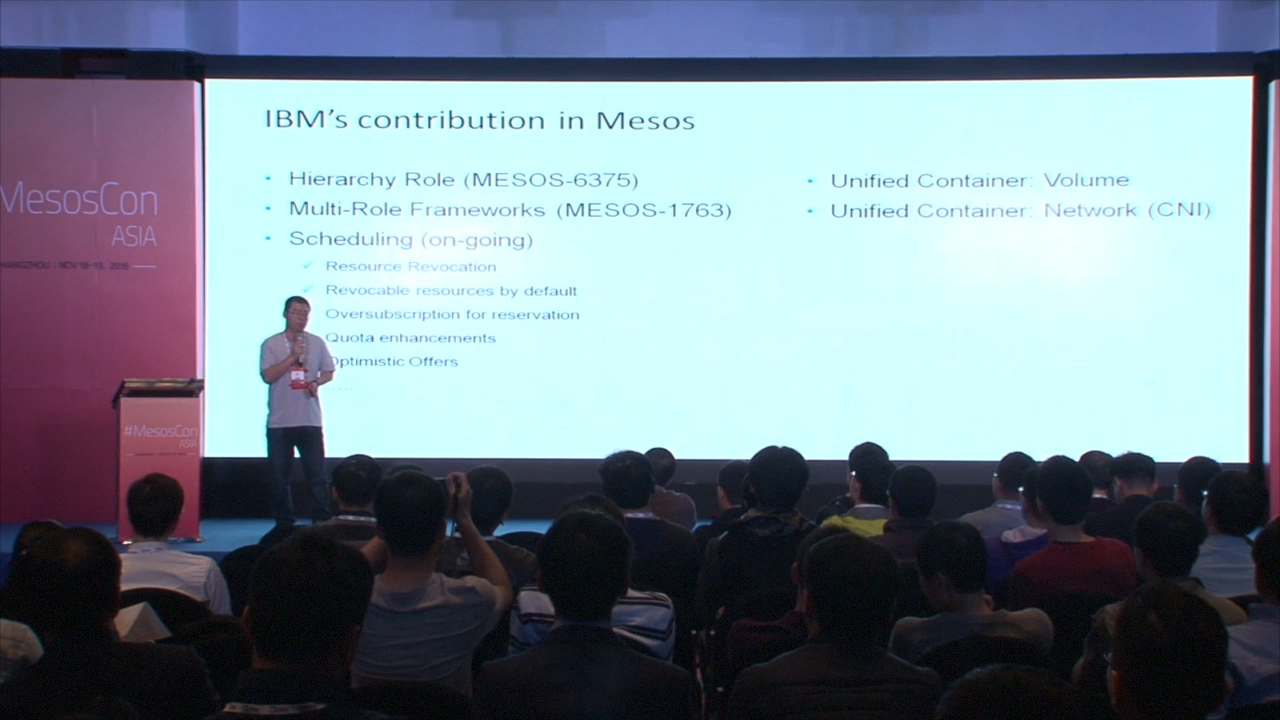 IBM's contribution in Mesos
Hierarchy Role (MESOS-6375)
Multi-Role Frameworks (MESOS-1763)
Scheduling (on-going)
Resource Revocation
Revocable resources by default
Oversubscription for reservation
Quota enhancements
Optimistic Offers
......
Unified Container: Volume
Unified Container: Network (CNI)
MesosCon
ASIA
#MesosCon
ASIA